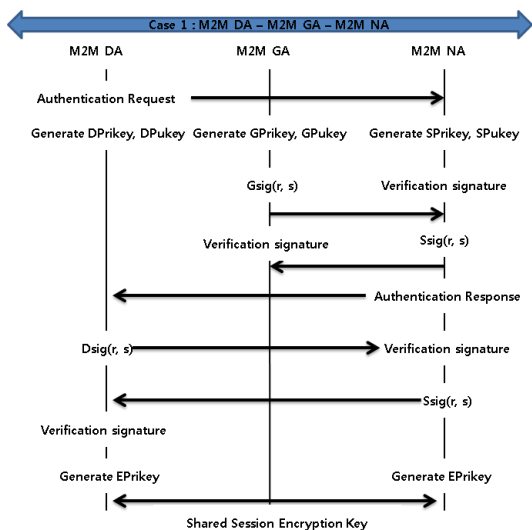 Case 1 : M2M DA – M2M GA – M2M NA
M2M DA M2M GA M2M NA
Authentication Request
Generate DPrikey, DPukey Generate GPrikey, GPukey Generate SPrikey, SPukey
Gsig(r, s) Verification signature
Verification signature Ssig(r, s)
Authentication Response
Dsig(r, s) Verification signature
Ssig(r, s)
Verification signature
Generate EPrikey Generate EPrikey
Shared Session Encryption Key